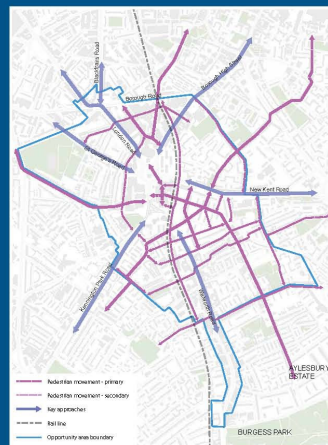 Blackfriars Road
Borough Road
Borough High Street
London Road
St George's Road
New Kent Road
Kennington Park Road
Walworth Road
AYLESBURY
ESTATE
BURGESS PARK
Pedestrian movement - primary
Pedestrian movement - secondary
Key approaches
Rail line
Opportunity area boundary